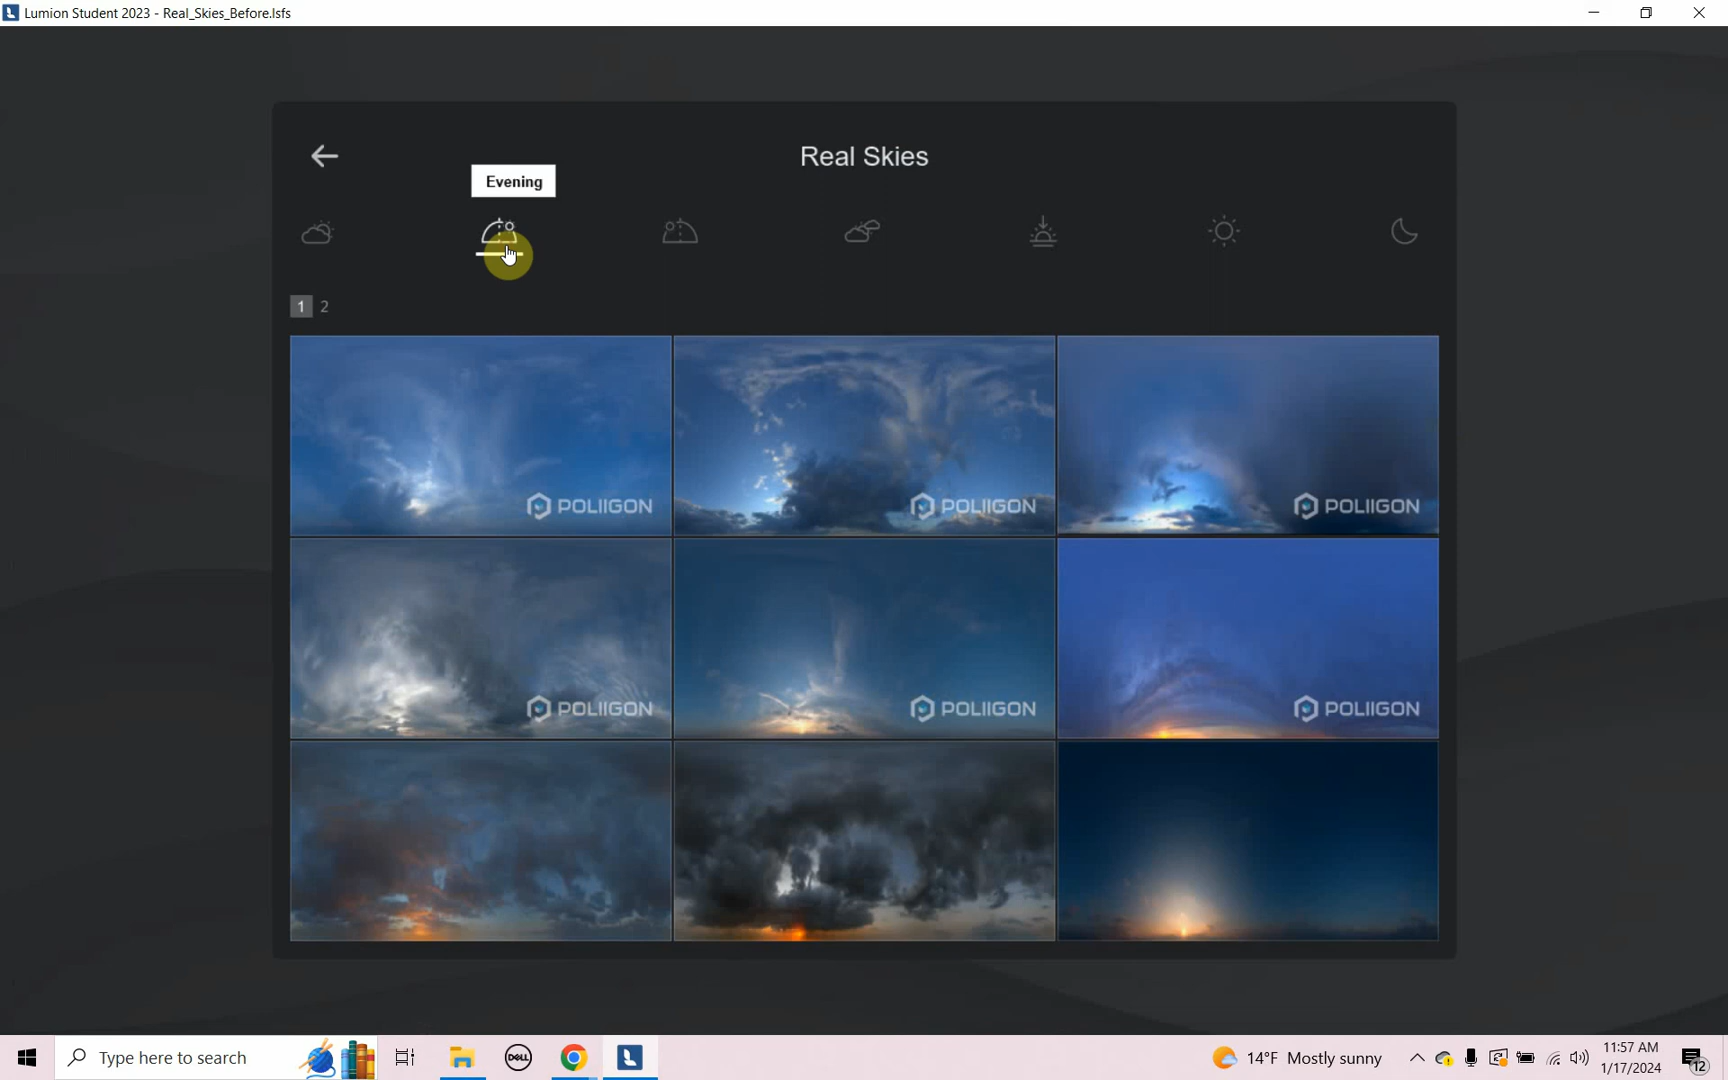 Lumion Student 2023 - Real_Skies_Before.lsfs
Real Skies
Evening
1 2
POLIIGON POLIIGON POLIIGON
POLIIGON POLIIGON POLIIGON
Type here to search
DELL
14°F Mostly sunny
11:57 AM
1/17/2024
12